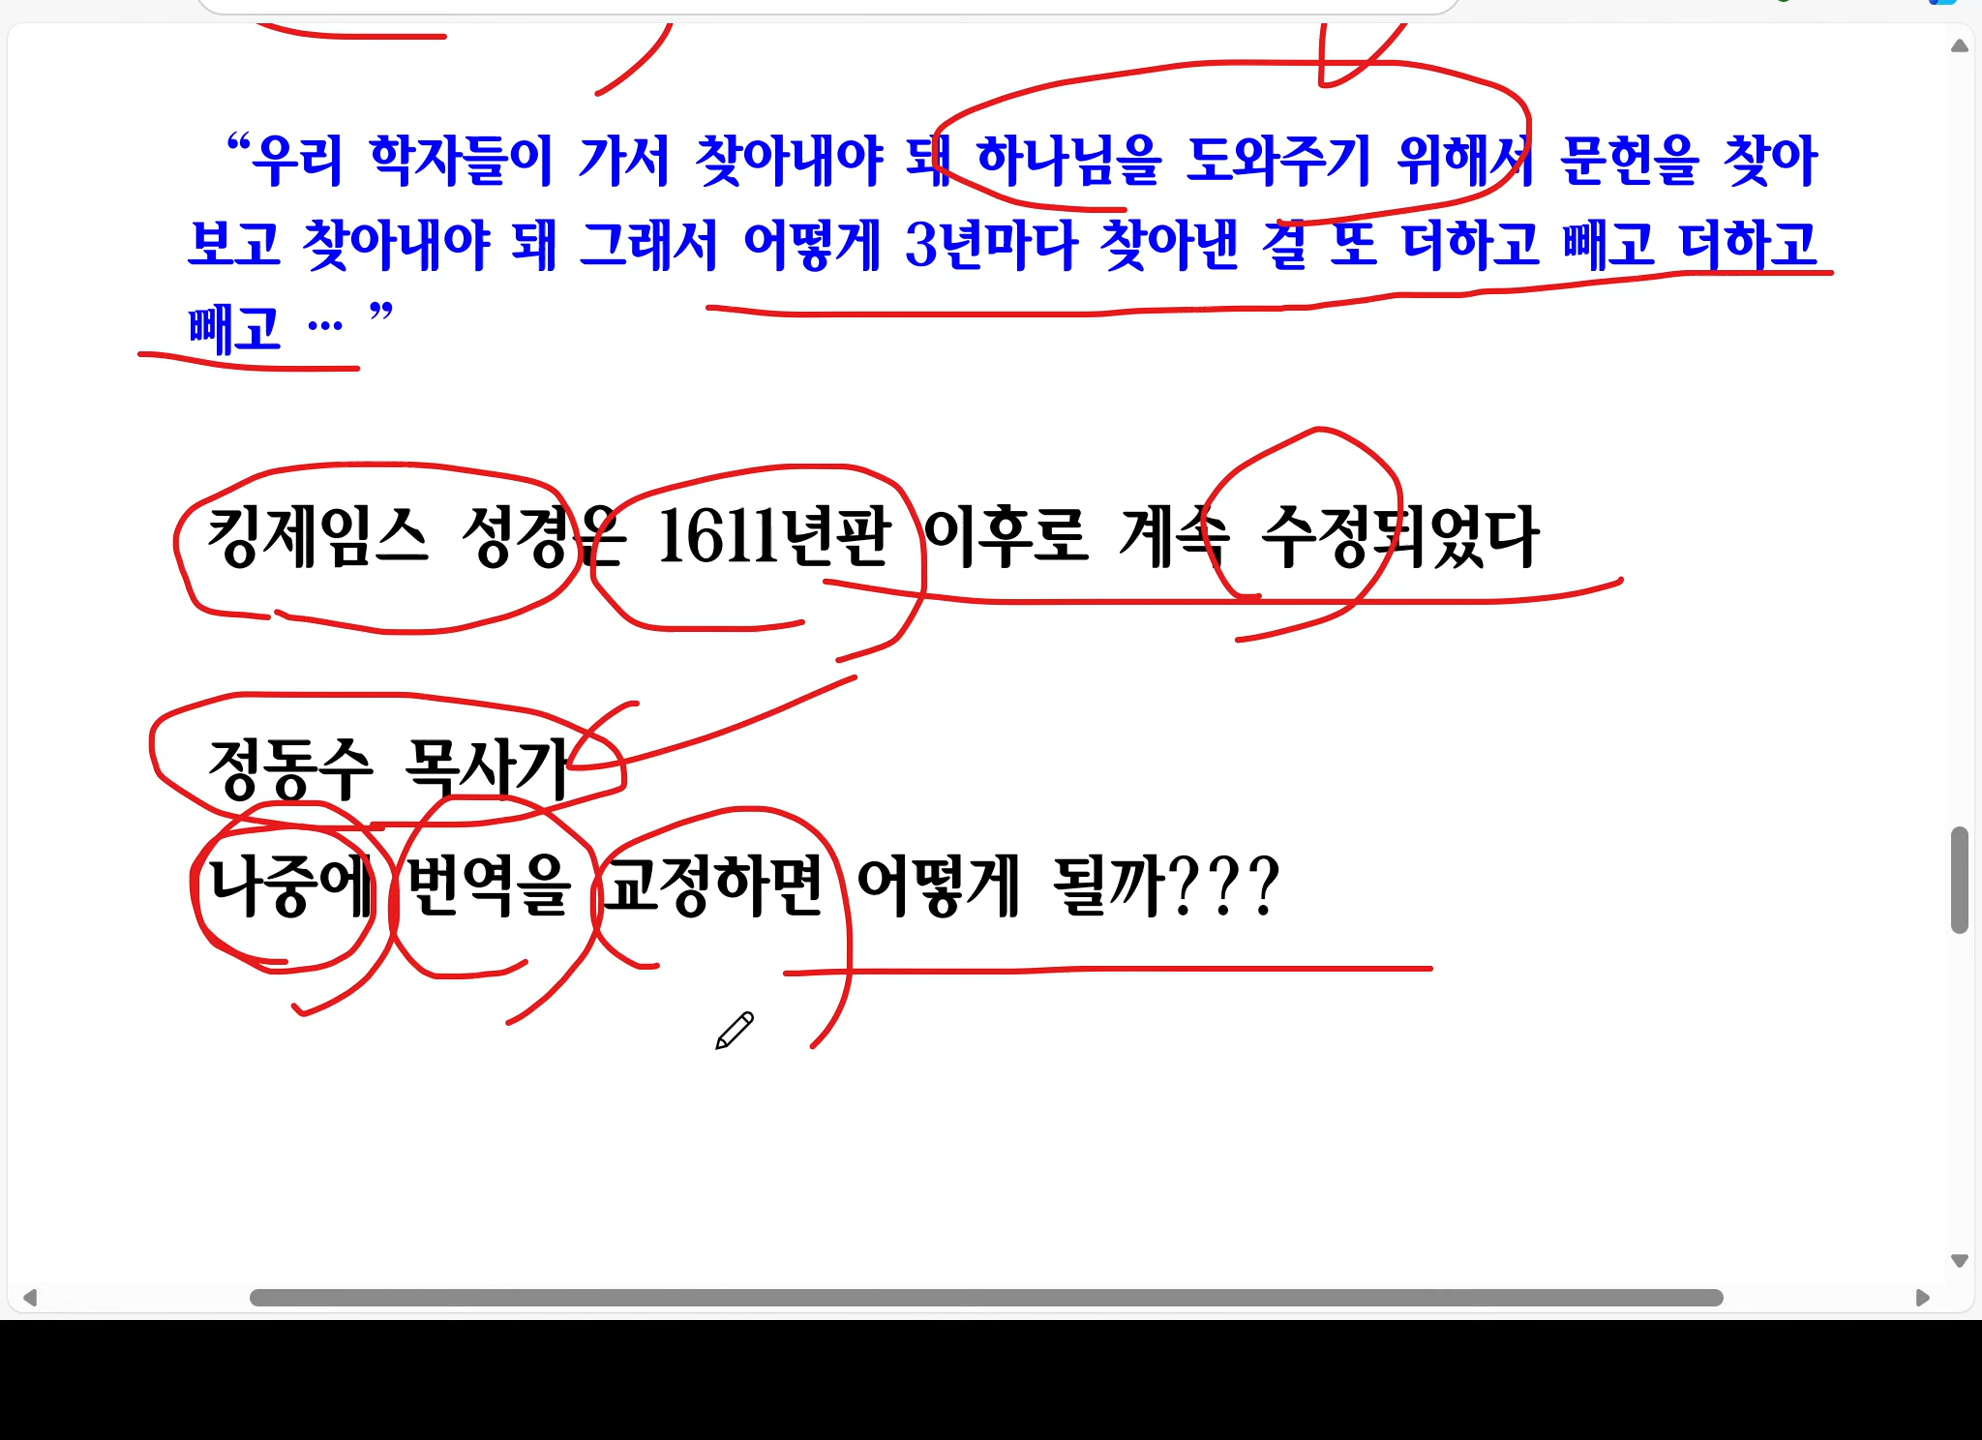 “우리 학자들이 가서 찾아내야 돼 하나님을 도와주기 위해서 문헌을 찾아
보고 찾아내야 돼 그래서 어떻게 3년마다 찾아낸 걸 또 더하고 빼고 더하고
빼고 … ”
킹제임스 성경은 1611년판 이후로 계속 수정되었다
정동수 목사가
나중에 번역을 교정하면 어떻게 될까???